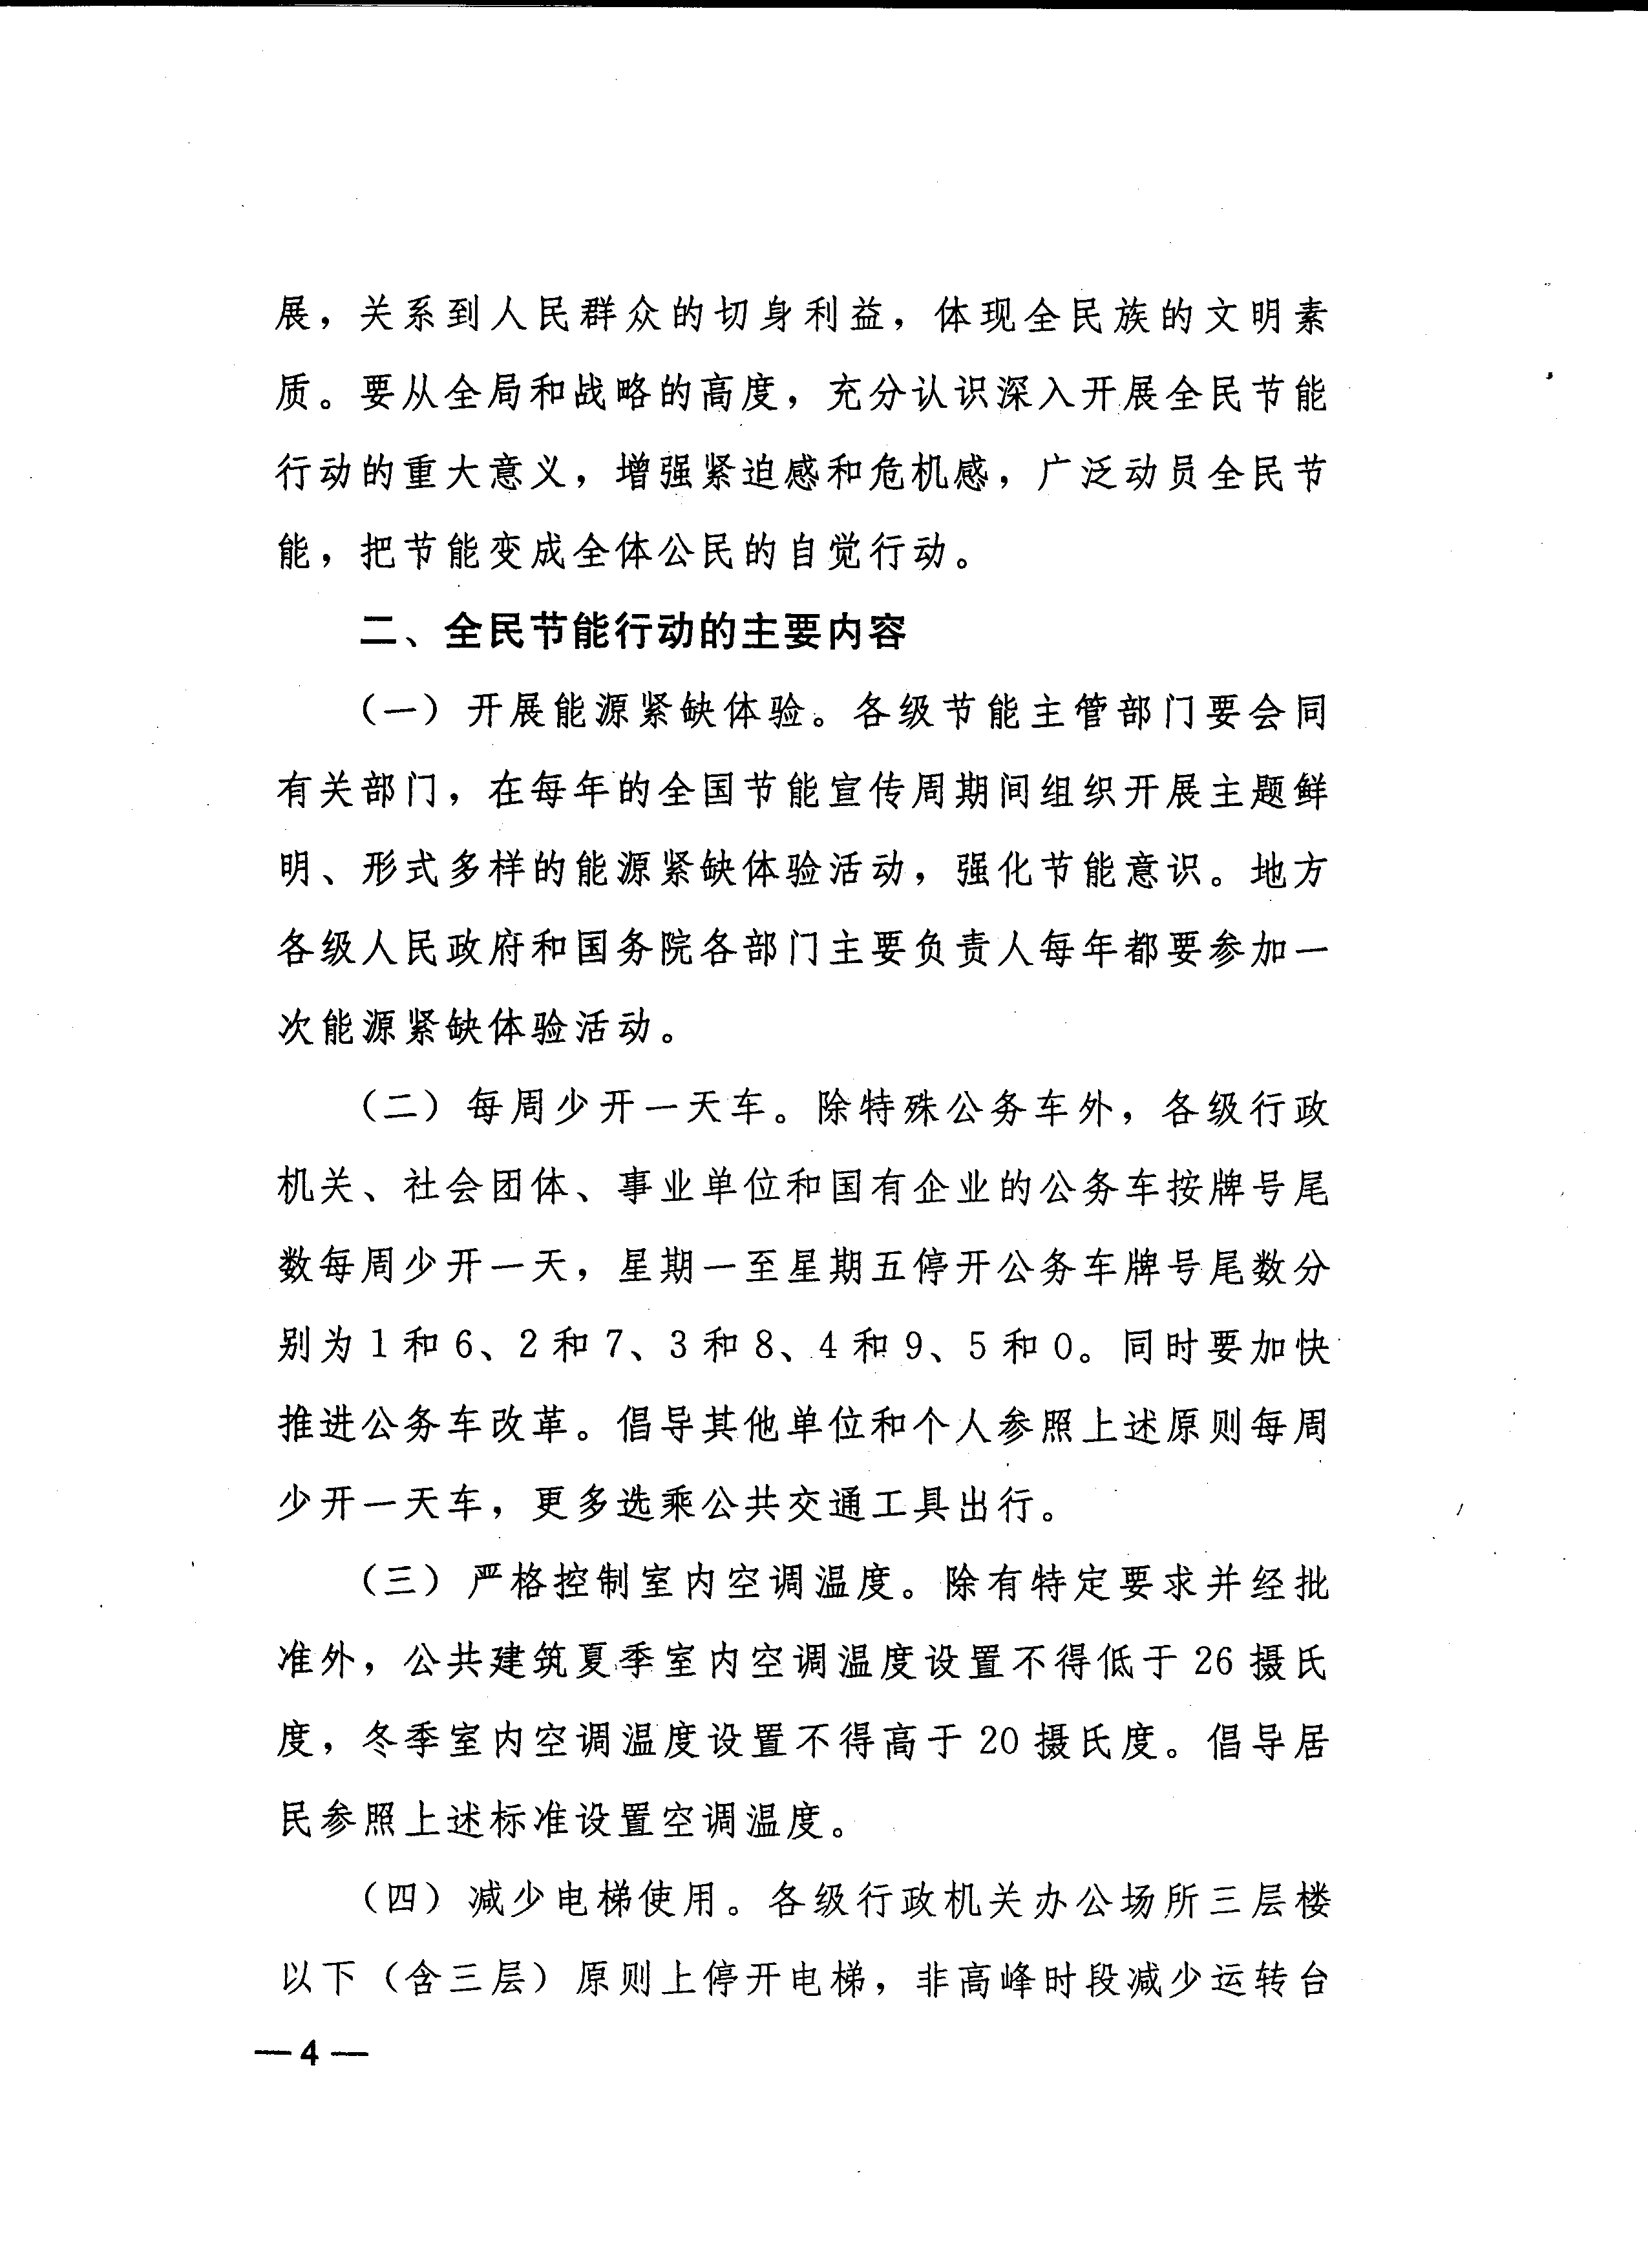 展，关系到人民群众的切身利益，体现全民族的文明素
质。要从全局和战略的高度，充分认识深入开展全民节能
行动的重大意义，增强紧迫感和危机感，广泛动员全民节
能，把节能变成全体公民的自觉行动。
二、全民节能行动的主要内容
（一）开展能源紧缺体验。各级节能主管部门要会同
有关部门，在每年的全国节能宣传周期间组织开展主题鲜
明、形式多样的能源紧缺体验活动，强化节能意识。地方
各级人民政府和国务院各部门主要负责人每年都要参加一
次能源紧缺体验活动。
（二）每周少开一天车。除特殊公务车外，各级行政
机关、社会团体、事业单位和国有企业的公务车按牌号尾
数每周少开一天，星期一至星期五停开公务车牌号尾数分
别为1和6、2和7、3和8、4和9、5和0。同时要加快
推进公务车改革。倡导其他单位和个人参照上述原则每周
少开一天车，更多选乘公共交通工具出行。
（三）严格控制室内空调温度。除有特定要求并经批
准外，公共建筑夏季室内空调温度设置不得低于26摄氏
度，冬季室内空调温度设置不得高于20摄氏度。倡导居
民参照上述标准设置空调温度。
（四）减少电梯使用。各级行政机关办公场所三层楼
以下（含三层）原则上停开电梯，非高峰时段减少运转台
—4—